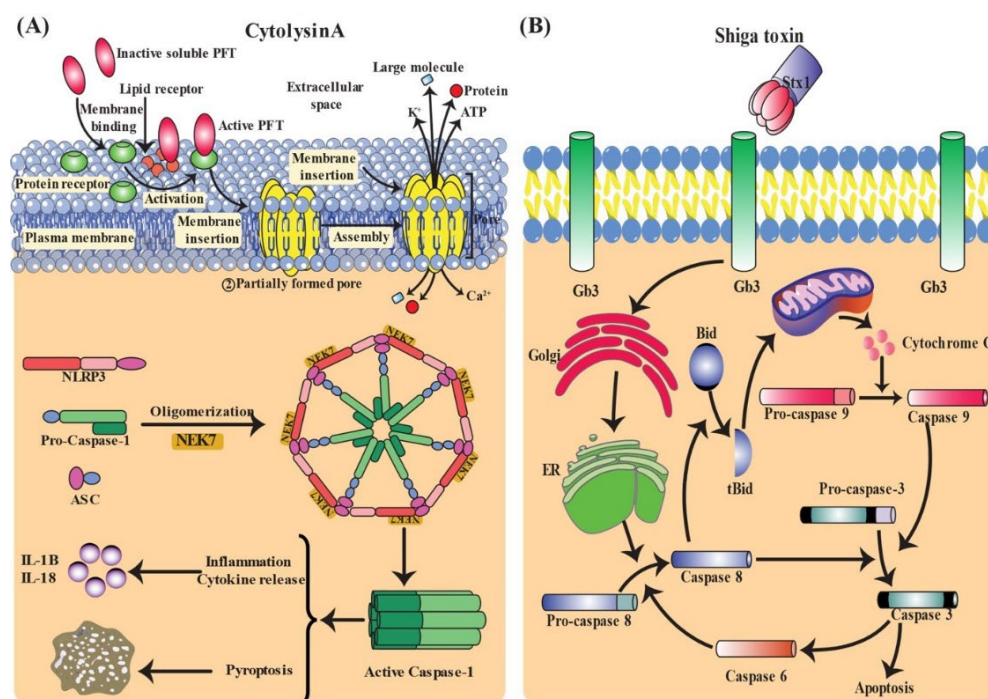 (A)
CytolysinA
Inactive soluble PFT
Lipid receptor
Membrane
binding
Active PFT
Extracellular
space
Large molecule
Protein
K⁺
ATP
Protein receptor
Activation
Membrane
insertion
Membrane
insertion
Plasma membrane
Assembly
Pore
②Partially formed pore
Ca²⁺
NLRP3
Pro-Caspase-1
ASC
Oligomerization
NEK7
NEK7
NEK7
NEK7
NEK7
NEK7
NEK7
NEK7
IL-1B
IL-18
Inflammation
Cytokine release
Pyroptosis
Active Caspase-1
(B)
Shiga toxin
Stx1
Gb3
Gb3
Gb3
Golgi
Bid
Cytochrome C
Pro-caspase 9
Caspase 9
ER
tBid
Pro-caspase-3
Caspase 8
Pro-caspase 8
Caspase 3
Caspase 6
Apoptosis